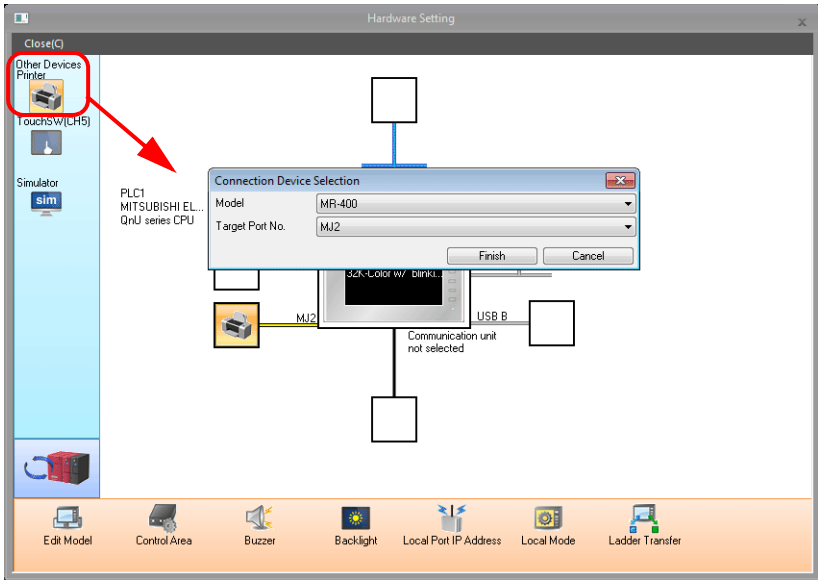 Hardware Setting
Close(C)
Other Devices
Printer
TouchSW(CH5)
Simulator
sim
PLC1
MITSUBISHI EL...
QnU series CPU
Connection Device Selection
Model
MR-400
Target Port No.
MJ2
Finish
Cancel
32K-Color w/ blinki...
MJ2
USB B
Communication unit
not selected
Edit Model
Control Area
Buzzer
Backlight
Local Port IP Address
Local Mode
Ladder Transfer